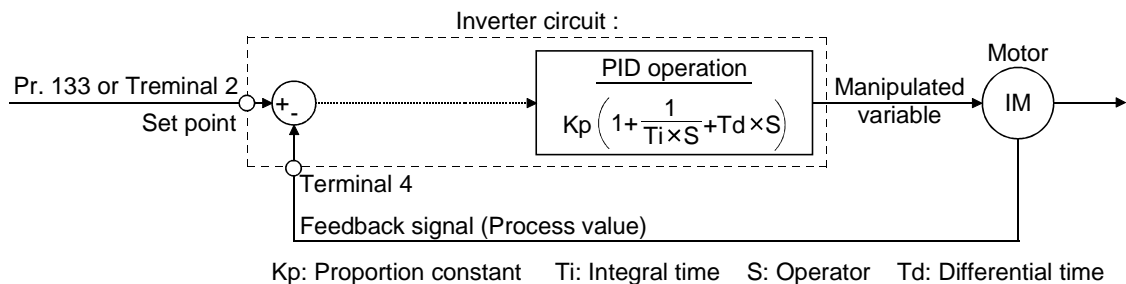 Inverter circuit :
Motor
Pr. 133 or Treminal 2
Set point
+
-
PID operation
Kp(1+1/Ti×S+Td×S)
Manipulated
variable
IM
Terminal 4
Feedback signal (Process value)
Kp: Proportion constant Ti: Integral time S: Operator Td: Differential time